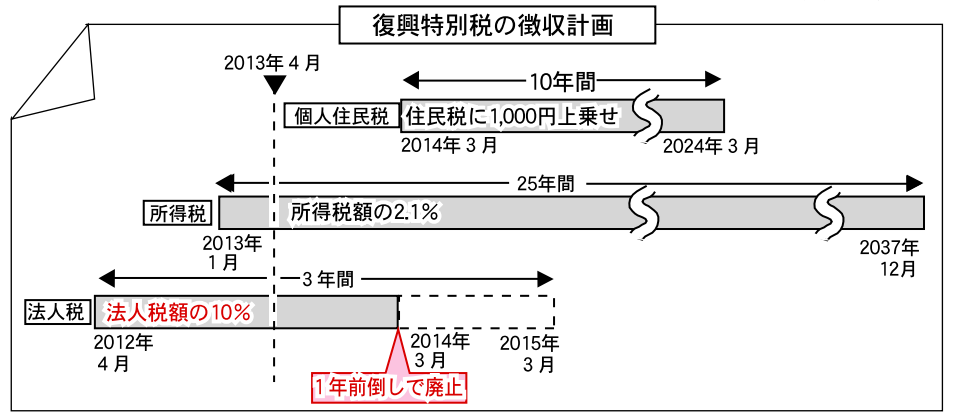 復興特別税の徴収計画
2013年4月
10年間
個人住民税
住民税に1,000円上乗せ
2014年3月
2024年3月
25年間
所得税
所得税額の2.1%
2013年
1月
2037年
12月
3年間
法人税
法人税額の10%
2012年
4月
2014年
3月
2015年
3月
1年前倒しで廃止